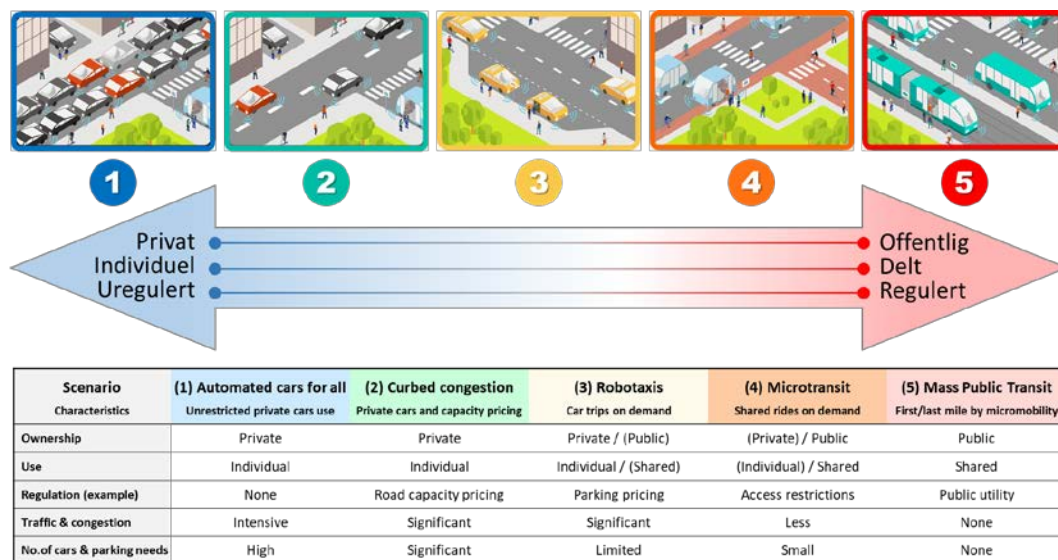 1 2 3 4 5
Privat Offentlig
Individuel Delt
Uregulert Regulert
Scenario (1) Automated cars for all (2) Curbed congestion (3) Robotaxis (4) Microtransit (5) Mass Public Transit
Characteristics Unrestricted private cars use Private cars and capacity pricing Car trips on demand Shared rides on demand First/last mile by micromobility
Ownership Private Private Private / (Public) (Private) / Public Public
Use Individual Individual Individual / (Shared) (Individual) / Shared Shared
Regulation (example) None Road capacity pricing Parking pricing Access restrictions Public utility
Traffic & congestion Intensive Significant Significant Less None
No.of cars & parking needs High Significant Limited Small None